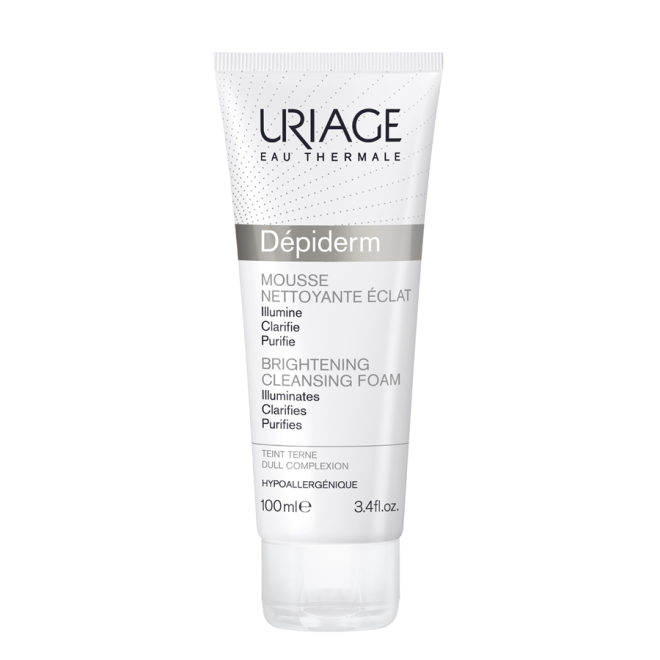 URIAGE
EAU THERMALE
Dépiderm
MOUSSE
NETTOYANTE ÉCLAT
Illumine
Clarifie
Purifie
BRIGHTENING
CLEANSING FOAM
Illuminates
Clarifies
Purifies
TEINT TERNE
DULL COMPLEXION
HYPOALLERGÉNIQUE
100ml℮ 3.4fl.oz.